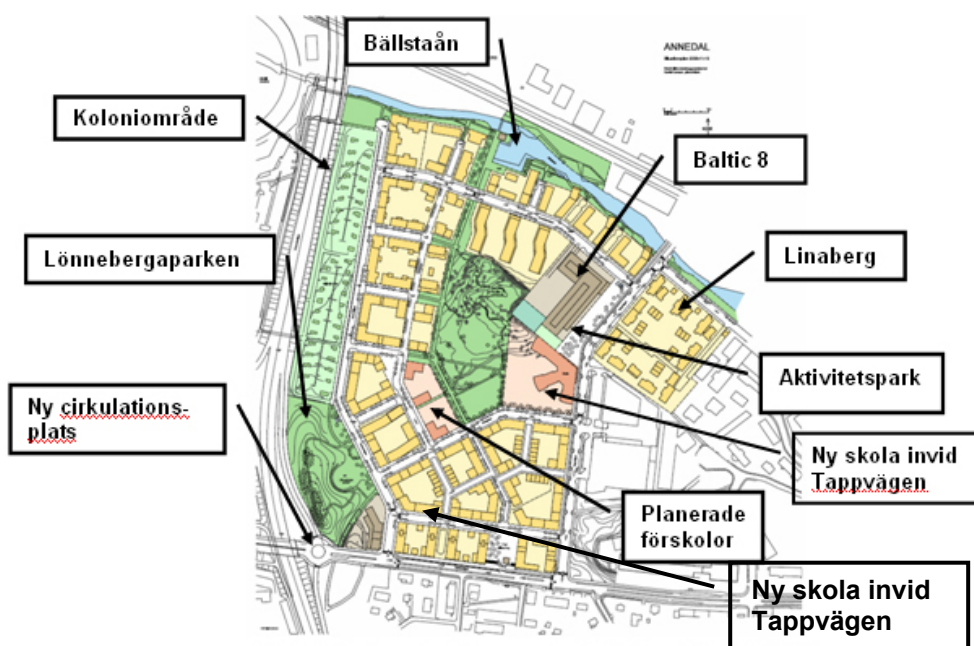 Bällstaån
ANNEDAL
Koloniområde
Baltic 8
Lönnebergaparken
Linaberg
Aktivitetspark
Ny cirkulations-
plats
Ny skola invid
Tappvägen
Planerade
förskolor
Ny skola invid
Tappvägen